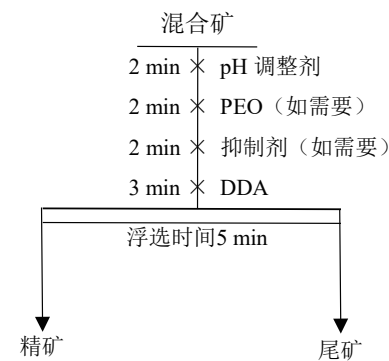 混合矿
2 min × pH 调整剂
2 min × PEO（如需要）
2 min × 抑制剂（如需要）
3 min × DDA
浮选时间5 min
精矿
尾矿